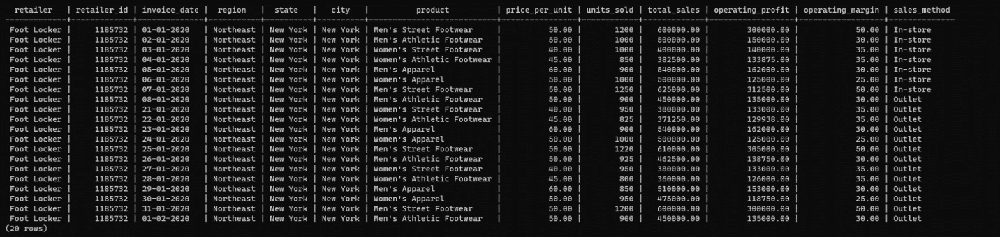 retailer | retailer_id | invoice_date | region | state | city | product | price_per_unit | units_sold | total_sales | operating_profit | operating_margin | sales_method
Foot Locker | 1185732 | 01-01-2020 | Northeast | New York | New York | Men's Street Footwear | 50.00 | 1200 | 600000.00 | 300000.00 | 50.00 | In-store
Foot Locker | 1185732 | 02-01-2020 | Northeast | New York | New York | Men's Athletic Footwear | 50.00 | 1000 | 500000.00 | 150000.00 | 30.00 | In-store
Foot Locker | 1185732 | 03-01-2020 | Northeast | New York | New York | Women's Street Footwear | 40.00 | 1000 | 400000.00 | 140000.00 | 35.00 | In-store
Foot Locker | 1185732 | 04-01-2020 | Northeast | New York | New York | Women's Athletic Footwear | 45.00 | 850 | 382500.00 | 133875.00 | 35.00 | In-store
Foot Locker | 1185732 | 05-01-2020 | Northeast | New York | New York | Men's Apparel | 60.00 | 900 | 540000.00 | 162000.00 | 30.00 | In-store
Foot Locker | 1185732 | 06-01-2020 | Northeast | New York | New York | Women's Apparel | 50.00 | 1000 | 500000.00 | 125000.00 | 25.00 | In-store
Foot Locker | 1185732 | 07-01-2020 | Northeast | New York | New York | Men's Street Footwear | 50.00 | 1250 | 625000.00 | 312500.00 | 50.00 | In-store
Foot Locker | 1185732 | 08-01-2020 | Northeast | New York | New York | Men's Athletic Footwear | 50.00 | 900 | 450000.00 | 135000.00 | 30.00 | Outlet
Foot Locker | 1185732 | 21-01-2020 | Northeast | New York | New York | Women's Street Footwear | 40.00 | 950 | 380000.00 | 133000.00 | 35.00 | Outlet
Foot Locker | 1185732 | 22-01-2020 | Northeast | New York | New York | Women's Athletic Footwear | 45.00 | 825 | 371250.00 | 129938.00 | 35.00 | Outlet
Foot Locker | 1185732 | 23-01-2020 | Northeast | New York | New York | Men's Apparel | 60.00 | 900 | 540000.00 | 162000.00 | 30.00 | Outlet
Foot Locker | 1185732 | 24-01-2020 | Northeast | New York | New York | Women's Apparel | 50.00 | 1000 | 500000.00 | 125000.00 | 25.00 | Outlet
Foot Locker | 1185732 | 25-01-2020 | Northeast | New York | New York | Men's Street Footwear | 50.00 | 1220 | 610000.00 | 305000.00 | 50.00 | Outlet
Foot Locker | 1185732 | 26-01-2020 | Northeast | New York | New York | Men's Athletic Footwear | 50.00 | 925 | 462500.00 | 138750.00 | 30.00 | Outlet
Foot Locker | 1185732 | 27-01-2020 | Northeast | New York | New York | Women's Street Footwear | 40.00 | 950 | 380000.00 | 133000.00 | 35.00 | Outlet
Foot Locker | 1185732 | 28-01-2020 | Northeast | New York | New York | Women's Athletic Footwear | 45.00 | 800 | 360000.00 | 126000.00 | 35.00 | Outlet
Foot Locker | 1185732 | 29-01-2020 | Northeast | New York | New York | Men's Apparel | 60.00 | 850 | 510000.00 | 153000.00 | 30.00 | Outlet
Foot Locker | 1185732 | 30-01-2020 | Northeast | New York | New York | Women's Apparel | 50.00 | 950 | 475000.00 | 118750.00 | 25.00 | Outlet
Foot Locker | 1185732 | 31-01-2020 | Northeast | New York | New York | Men's Street Footwear | 50.00 | 1200 | 600000.00 | 300000.00 | 50.00 | Outlet
Foot Locker | 1185732 | 01-02-2020 | Northeast | New York | New York | Men's Athletic Footwear | 50.00 | 900 | 450000.00 | 135000.00 | 30.00 | Outlet
(20 rows)